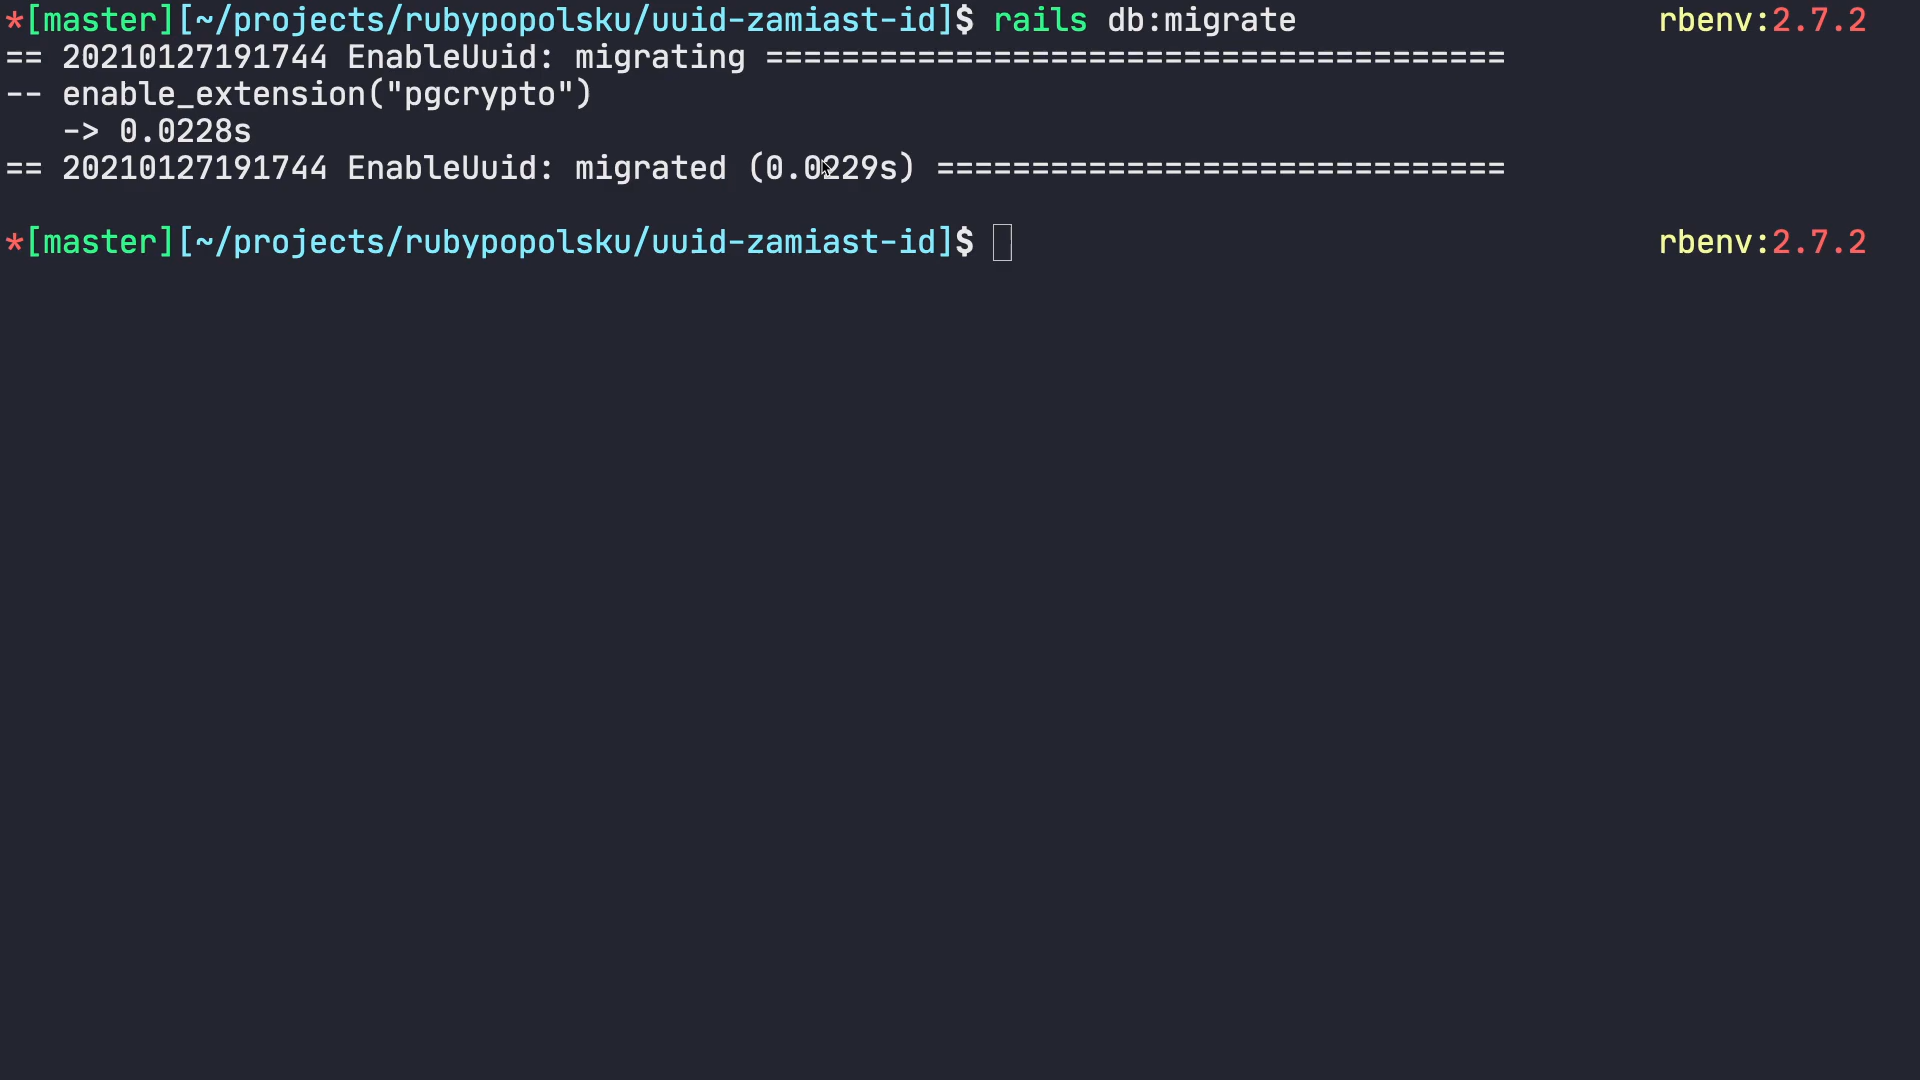 *[master][~/projects/rubypopolsku/uuid-zamiast-id]$ rails db:migrate rbenv:2.7.2
== 20210127191744 EnableUuid: migrating =======================================
-- enable_extension("pgcrypto")
   -> 0.0228s
== 20210127191744 EnableUuid: migrated (0.0229s) ==============================
*[master][~/projects/rubypopolsku/uuid-zamiast-id]$ rbenv:2.7.2